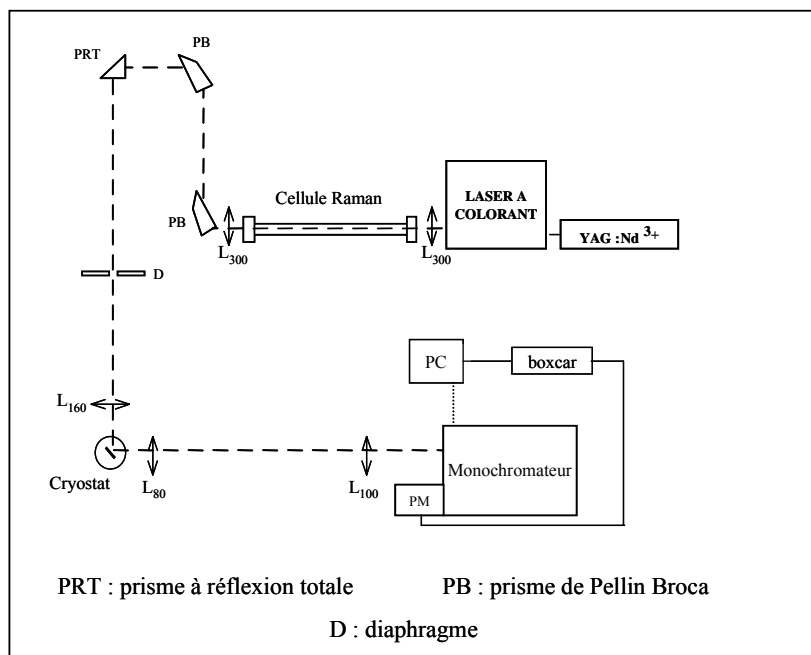 PB
PRT
Cellule Raman
LASER A
COLORANT
PB
YAG :Nd 3+
L300
L300
D
PC
boxcar
L160
Monochromateur
Cryostat
L80
L100
PM
PRT : prisme à réflexion totale
PB : prisme de Pellin Broca
D : diaphragme